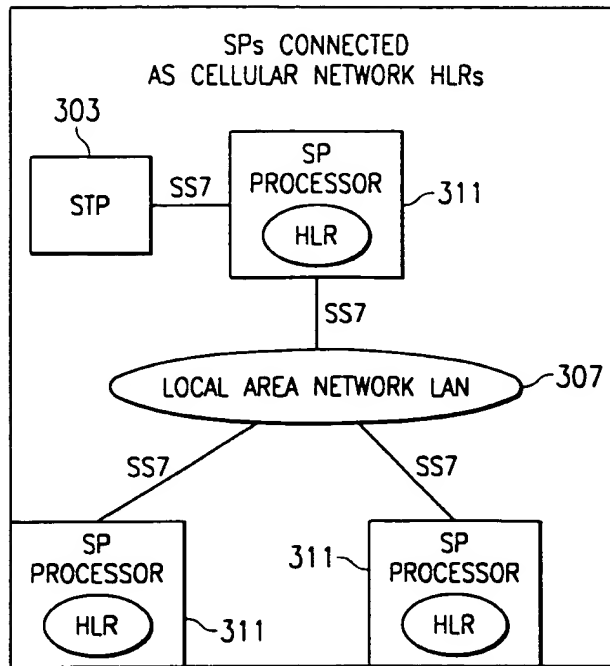 SPs CONNECTED
AS CELLULAR NETWORK HLRs
303
STP
SS7
SP
PROCESSOR
HLR
311
SS7
LOCAL AREA NETWORK LAN
307
SS7
SS7
SP
PROCESSOR
HLR
311
311
SP
PROCESSOR
HLR